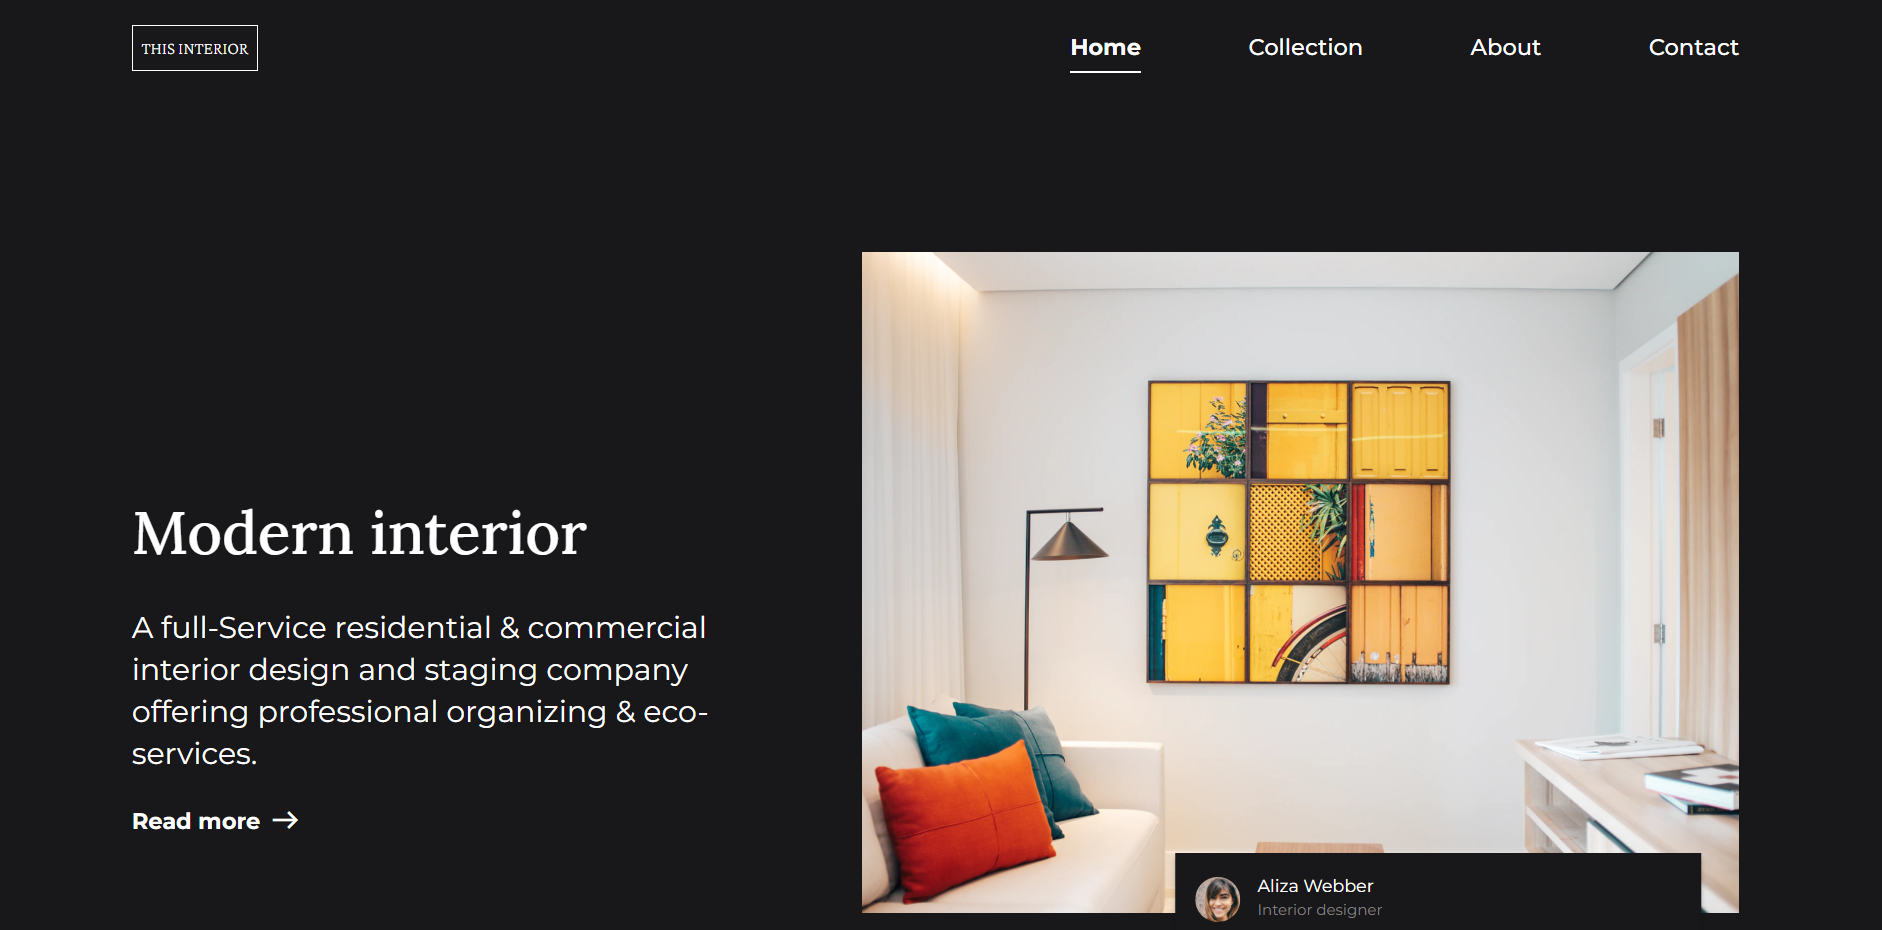 THIS INTERIOR
Home
Collection
About
Contact
Modern interior
A full-Service residential & commercial
interior design and staging company
offering professional organizing & eco-
services.
Read more
Aliza Webber
Interior designer